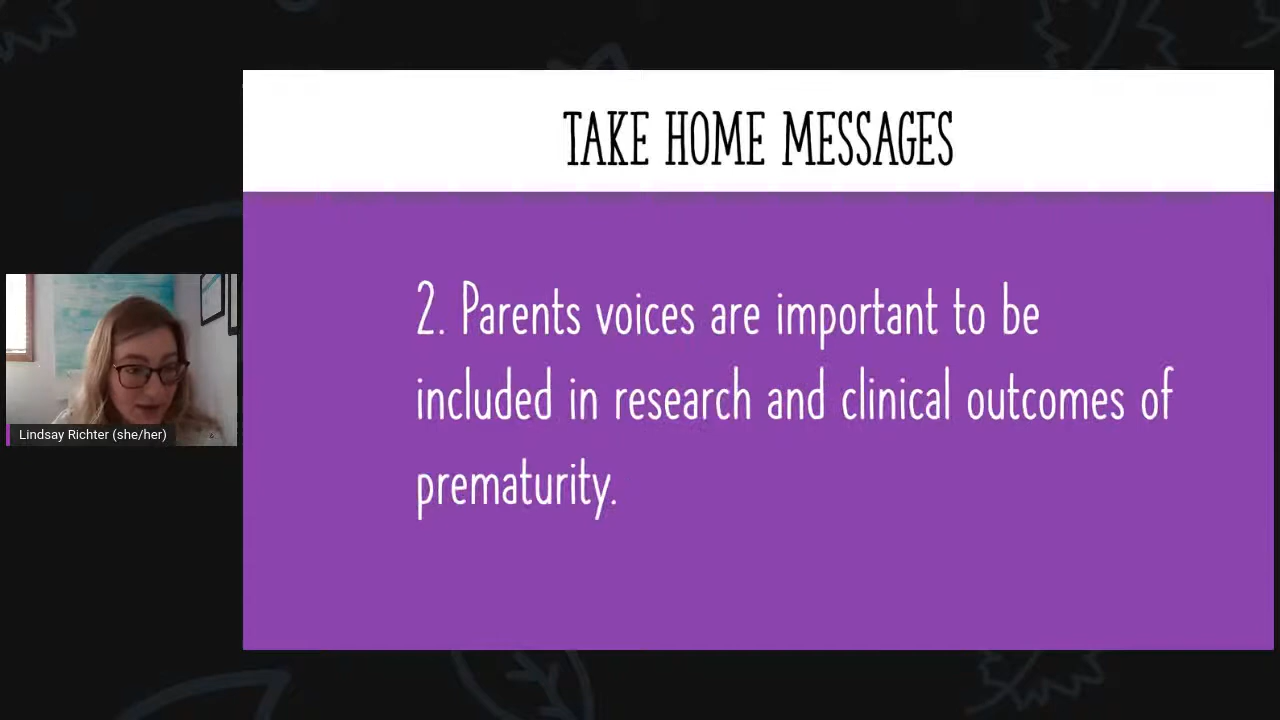 TAKE HOME MESSAGES
2. Parents voices are important to be
included in research and clinical outcomes of
prematurity.
Lindsay Richter (she/her)